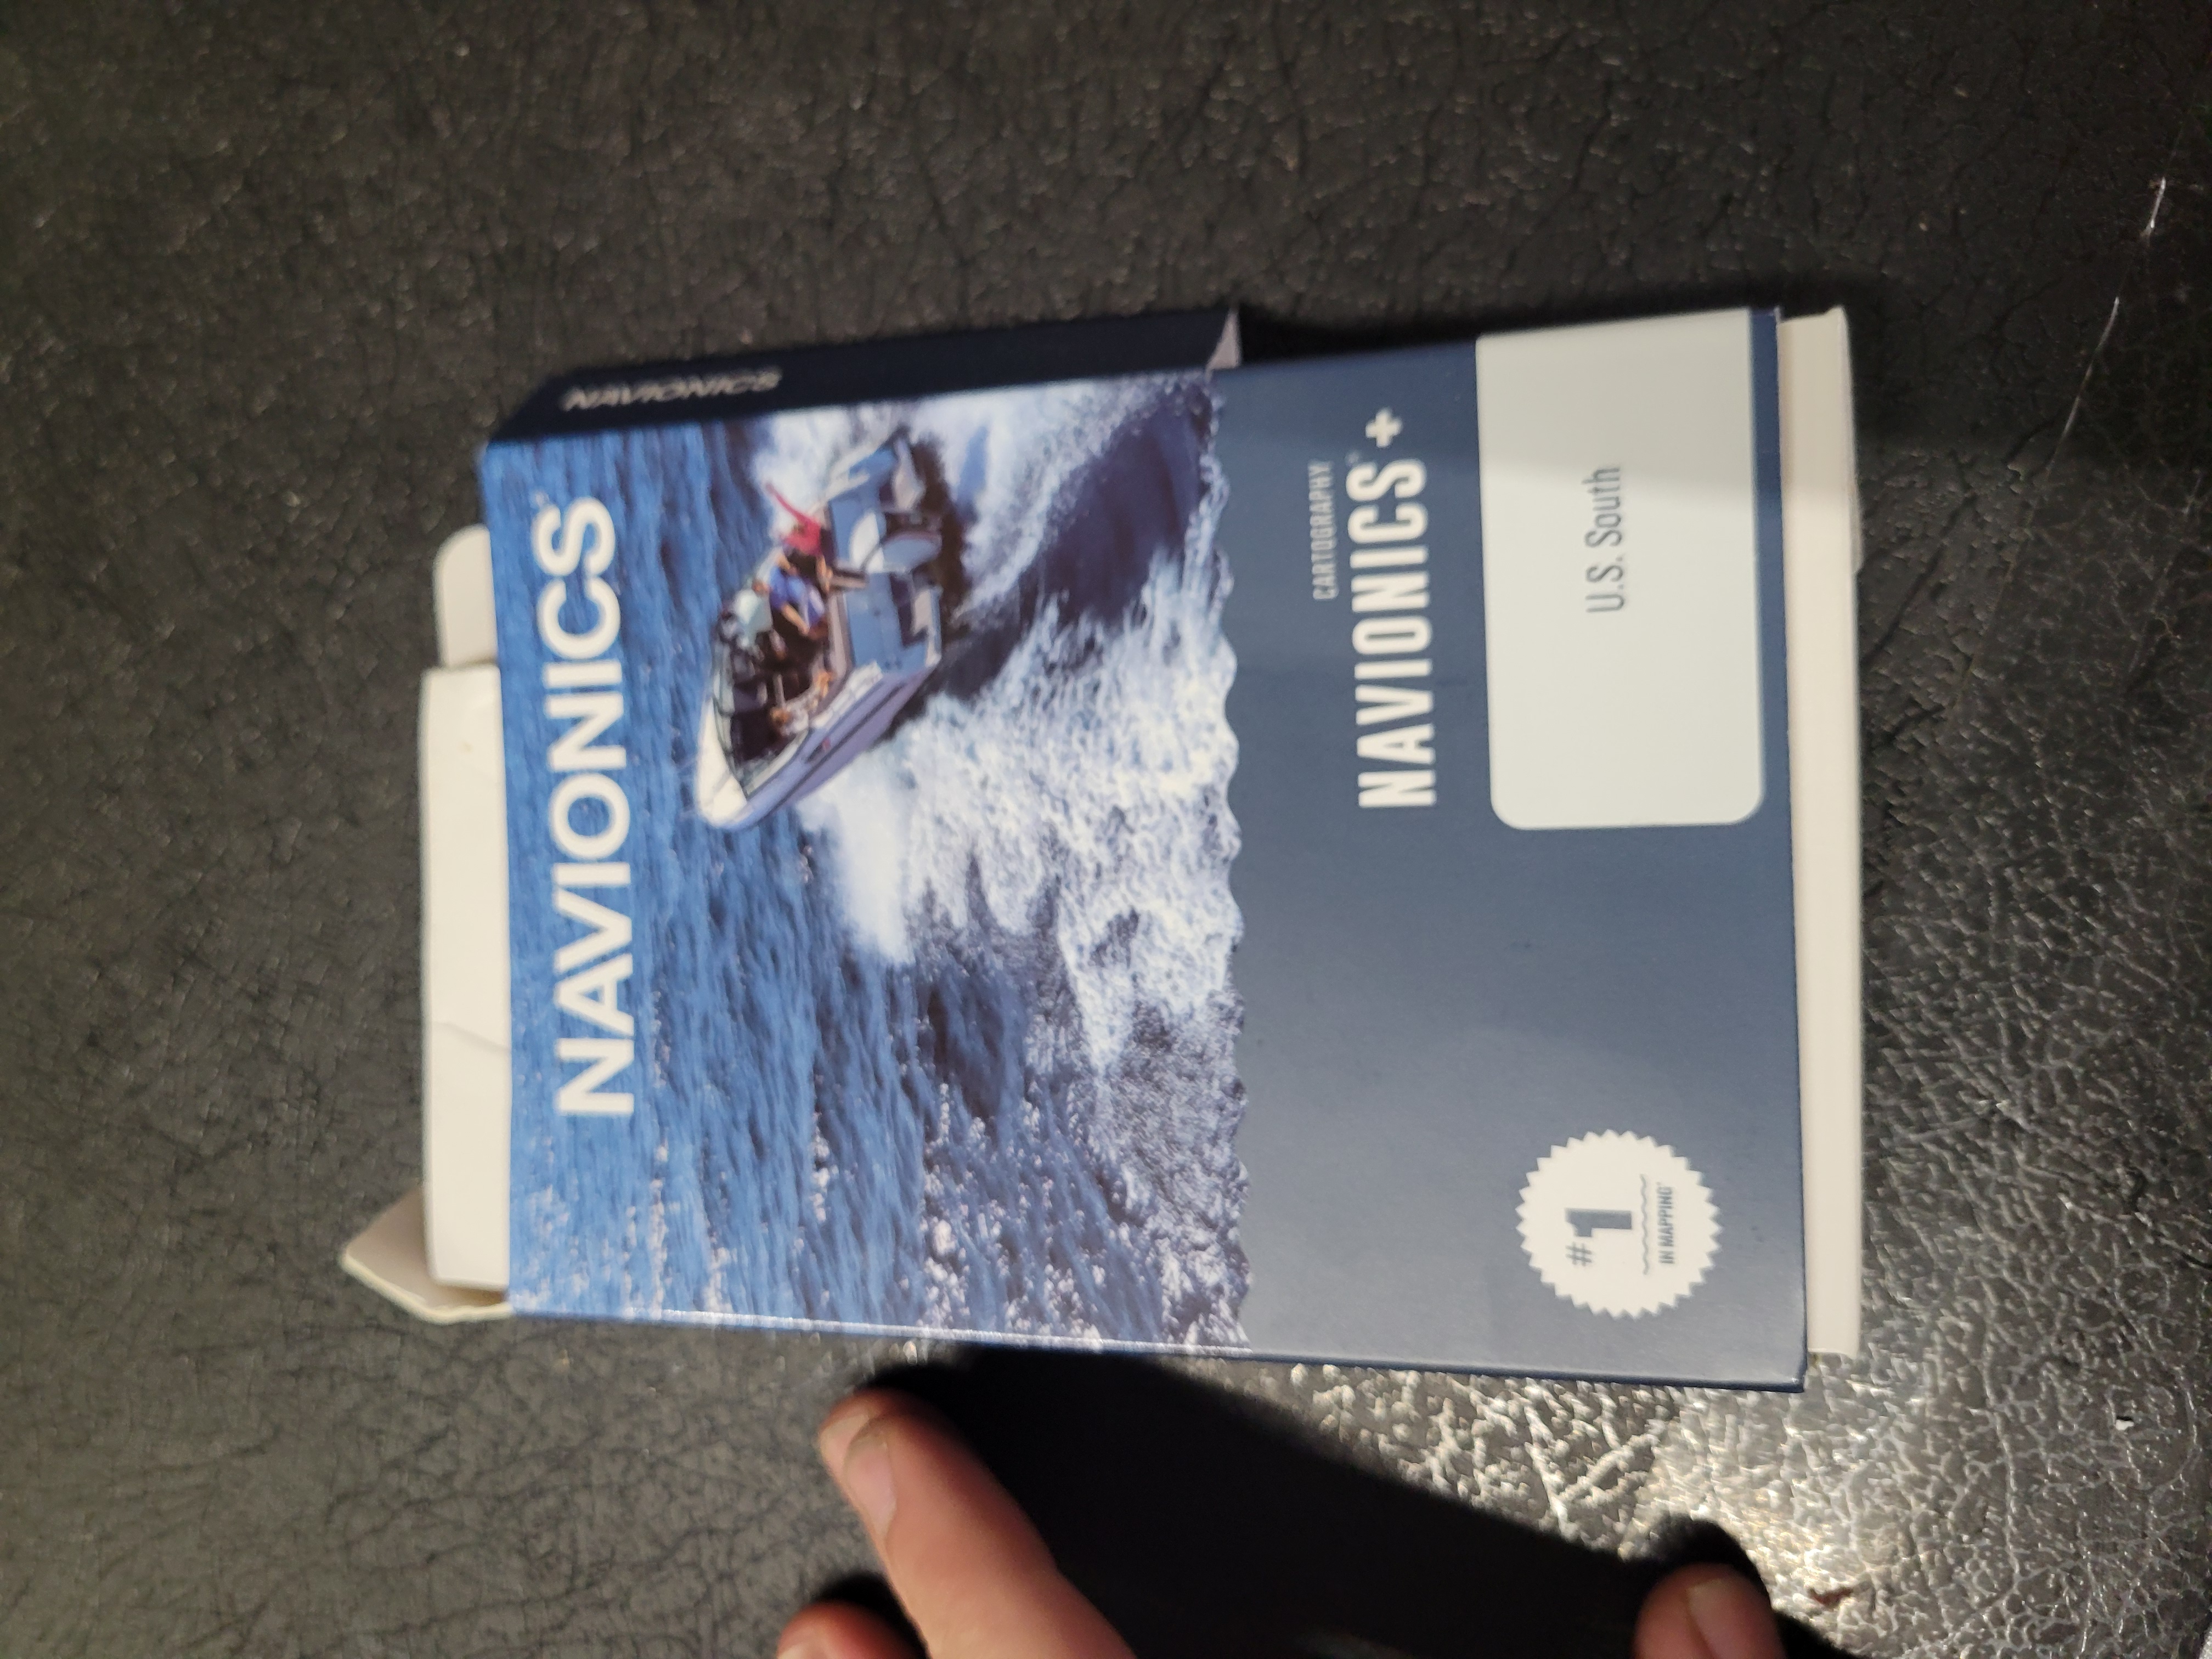 NAVIONICS
NAVIONICS®
CARTOGRAPHY
NAVIONICS®+
U.S. South
#1
IN MAPPING*